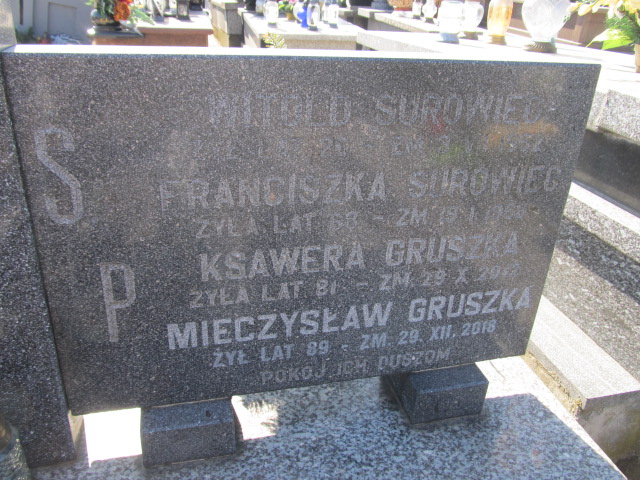 WITOLD SUROWIEC
ŻYŁ
S
FRANCISZKA SUROWIEC
ŻYŁA LAT - ZM. 19. I.
KSAWERA GRUSZKA
ŻYŁA LAT 81 - ZM. 29. X.
P
MIECZYSŁAW GRUSZKA
ŻYŁ LAT 89 - ZM. 29. XII. 2016
POKÓJ ICH DUSZOM